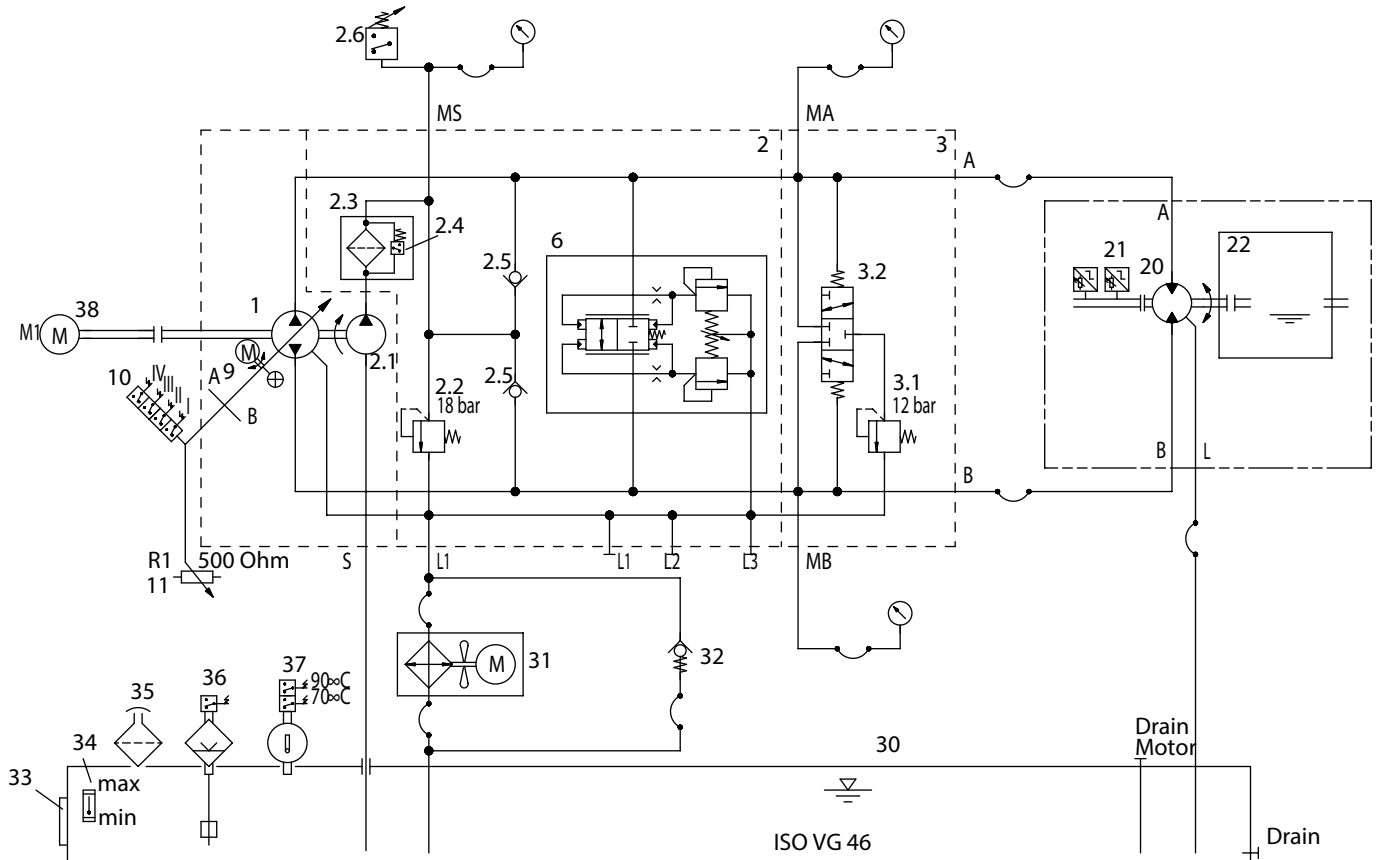 2.6
MS
MA
2
3
A
2.3
2.4
6
2.5
3.2
A
21
20
22
38
M1
M
1
M
9
A
2.1
10
IV
III
II
I
B
2.5
2.2
18 bar
3.1
12 bar
B
L
B
R1
500 Ohm
11
S
L1
L1
L2
L3
MB
31
M
32
35
36
37
90∞C
70∞C
30
Drain
Motor
33
34
max
min
ISO VG 46
Drain